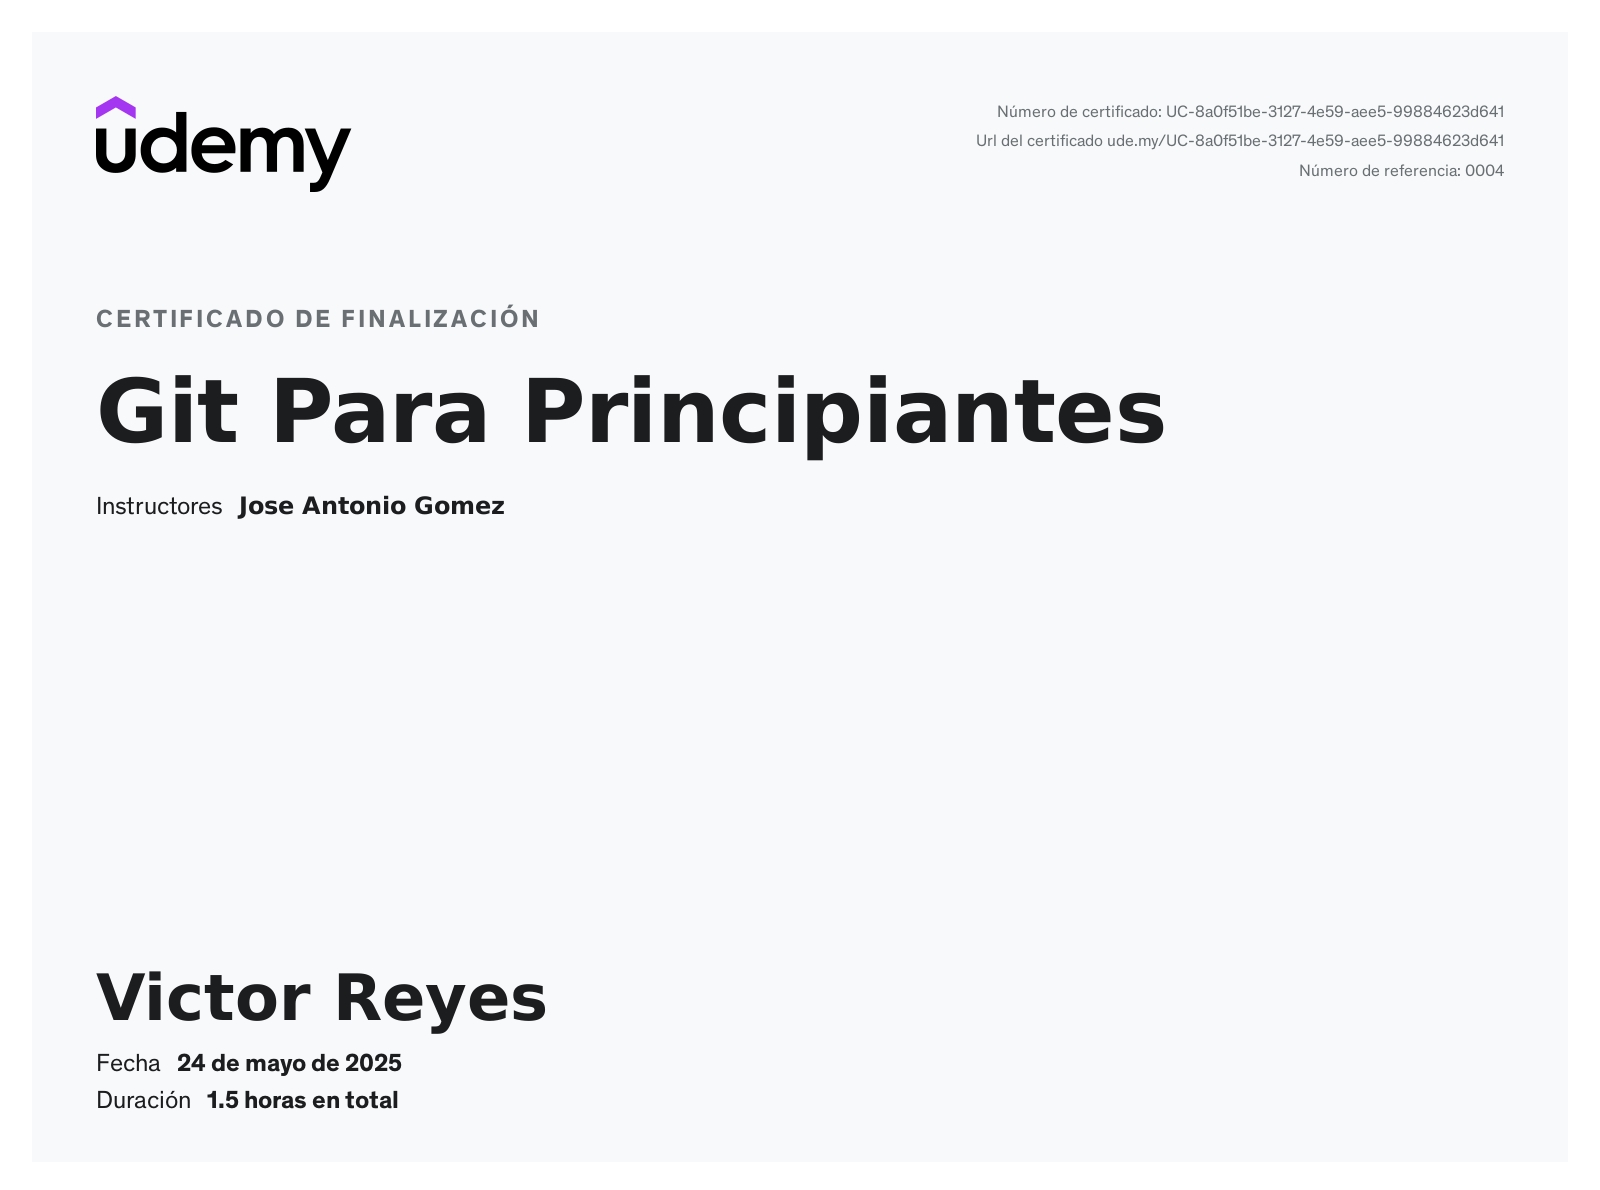 udemy
Número de certificado: UC-8a0f51be-3127-4e59-aee5-99884623d641
Url del certificado ude.my/UC-8a0f51be-3127-4e59-aee5-99884623d641
Número de referencia: 0004
CERTIFICADO DE FINALIZACIÓN
Git Para Principiantes
Instructores Jose Antonio Gomez
Victor Reyes
Fecha 24 de mayo de 2025
Duración 1.5 horas en total